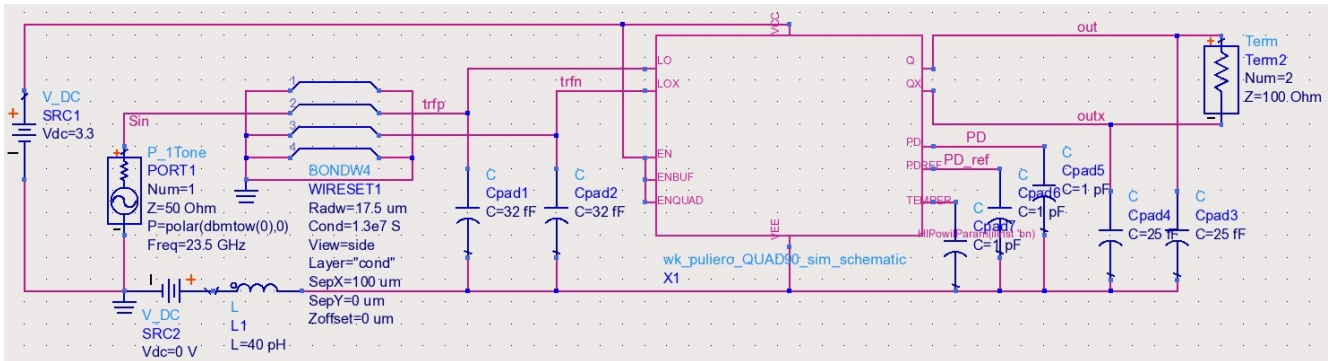 V_DC
SRC1
Vdc=3.3
Sin
P_1Tone
PORT1
Num=1
Z=50 Ohm
P=polar(dbmtow(0),0)
Freq=23.5 GHz
V_DC
SRC2
Vdc=0 V
L
L1
L=40 pH
1
2
3
4
BONDW4
WIRESET1
Radw=17.5 um
Cond=1.3e7 S
View=side
Layer="cond"
SepX=100 um
SepY=0 um
Zoffset=0 um
trfp
trfn
C
Cpad1
C=32 fF
C
Cpad2
C=32 fF
VCC
LO
LOX
EN
ENBUF
ENQUAD
VEE
Q
QX
PD
PDREF
TEMPER
wk_puliero_QUAD90_sim_schematic
X1
out
outx
PD
PD_ref
C
Cpad5
C=1 pF
C
Cpad6
C=1 pF
C
Cpad7
C=1 pF
C
Cpad4
C=25 fF
C
Cpad3
C=25 fF
Term
Term2
Num=2
Z=100 Ohm